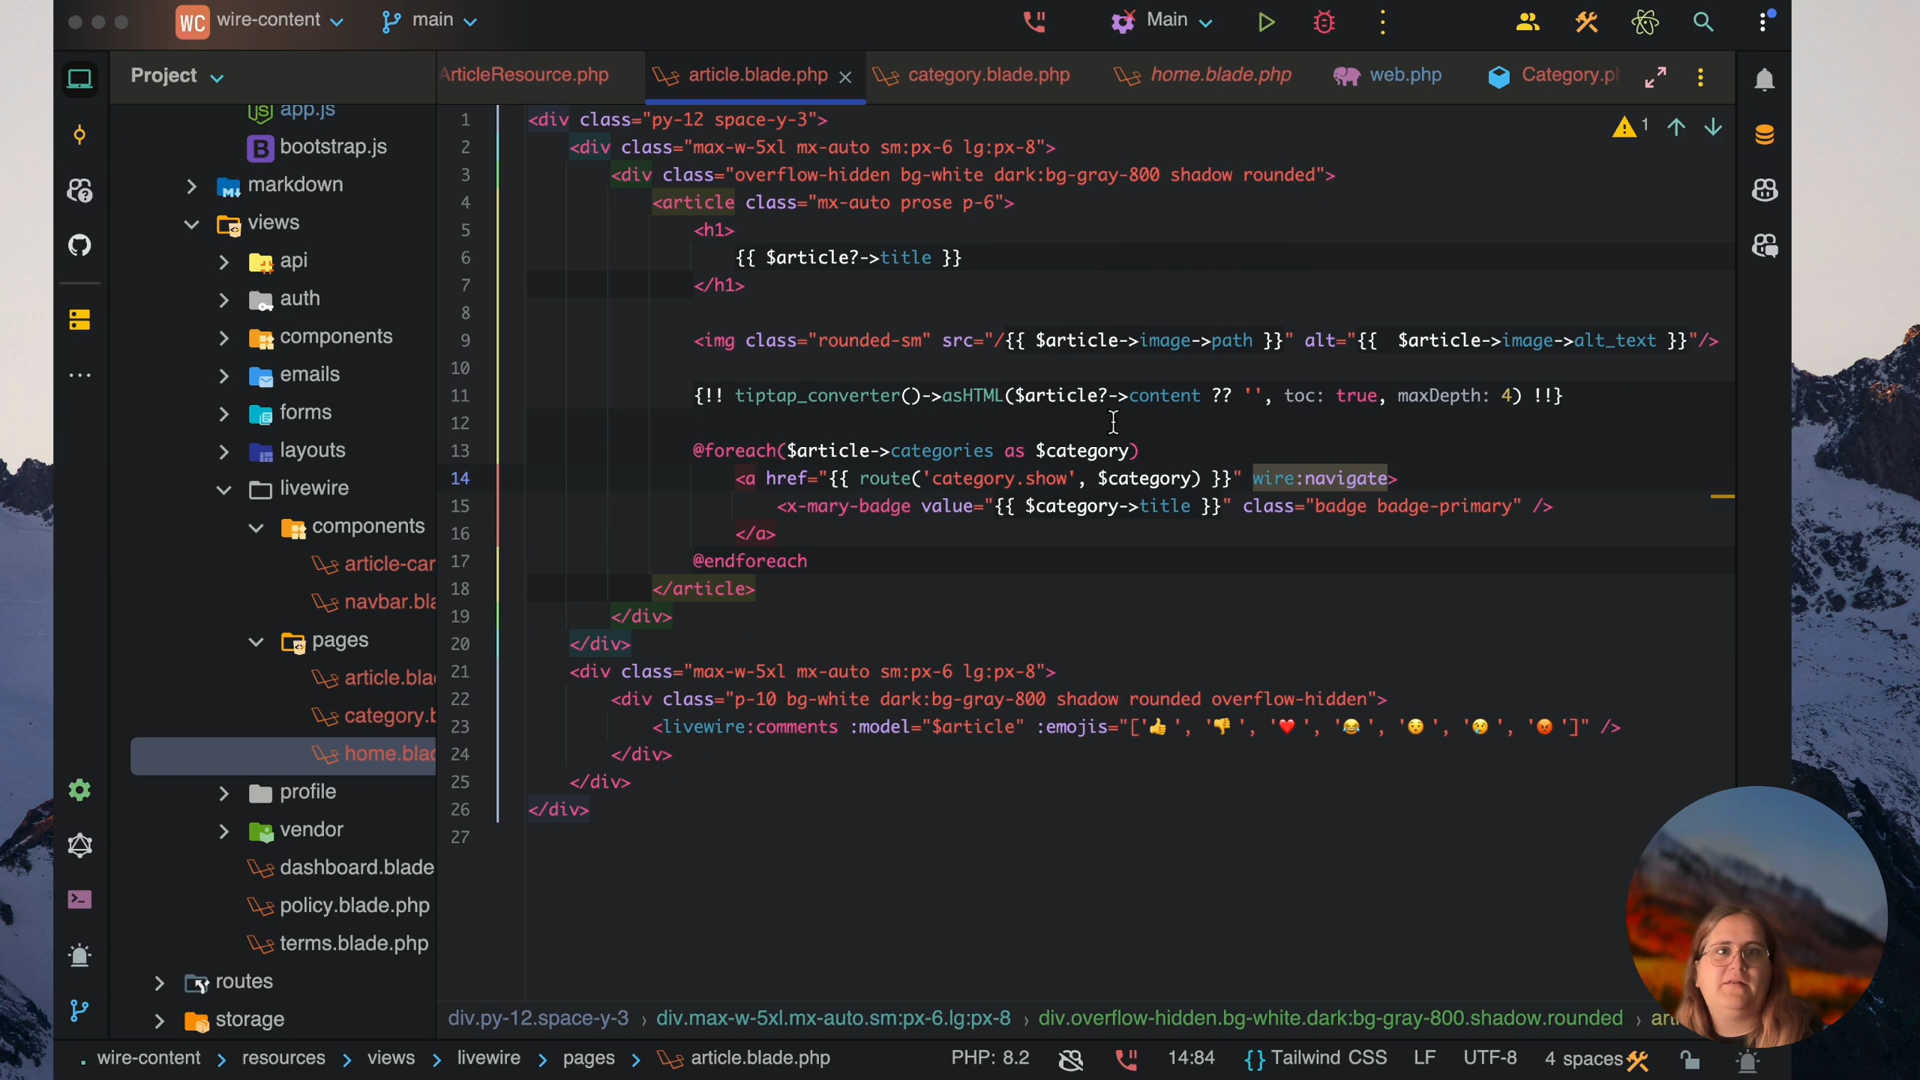 WC wire-content main Main
Project
ArticleResource.php article.blade.php category.blade.php home.blade.php web.php Category.p
app.js
bootstrap.js
markdown
views
api
auth
components
emails
forms
layouts
livewire
components
article-car
navbar.bla
pages
article.bla
category.b
home.blad
profile
vendor
dashboard.blade
policy.blade.php
terms.blade.php
routes
storage
1 <div class="py-12 space-y-3">
2 <div class="max-w-5xl mx-auto sm:px-6 lg:px-8">
3 <div class="overflow-hidden bg-white dark:bg-gray-800 shadow rounded">
4 <article class="mx-auto prose p-6">
5 <h1>
6 {{ $article?->title }}
7 </h1>
8
9 <img class="rounded-sm" src="/{{ $article->image->path }}" alt="{{  $article->image->alt_text }}"/>
10
11 {!! tiptap_converter()->asHTML($article?->content ?? '', toc: true, maxDepth: 4) !!}
12
13 @foreach($article->categories as $category)
14 <a href="{{ route('category.show', $category) }}" wire:navigate>
15 <x-mary-badge value="{{ $category->title }}" class="badge badge-primary" />
16 </a>
17 @endforeach
18 </article>
19 </div>
20 </div>
21 <div class="max-w-5xl mx-auto sm:px-6 lg:px-8">
22 <div class="p-10 bg-white dark:bg-gray-800 shadow rounded overflow-hidden">
23 <livewire:comments :model="$article" :emojis="['👍', '👎', '❤️', '😂', '😯', '😢', '😡']" />
24 </div>
25 </div>
26 </div>
27
1
div.py-12.space-y-3 › div.max-w-5xl.mx-auto.sm:px-6.lg:px-8 › div.overflow-hidden.bg-white.dark:bg-gray-800.shadow.rounded › art
wire-content › resources › views › livewire › pages › article.blade.php PHP: 8.2 14:84 {} Tailwind CSS LF UTF-8 4 spaces